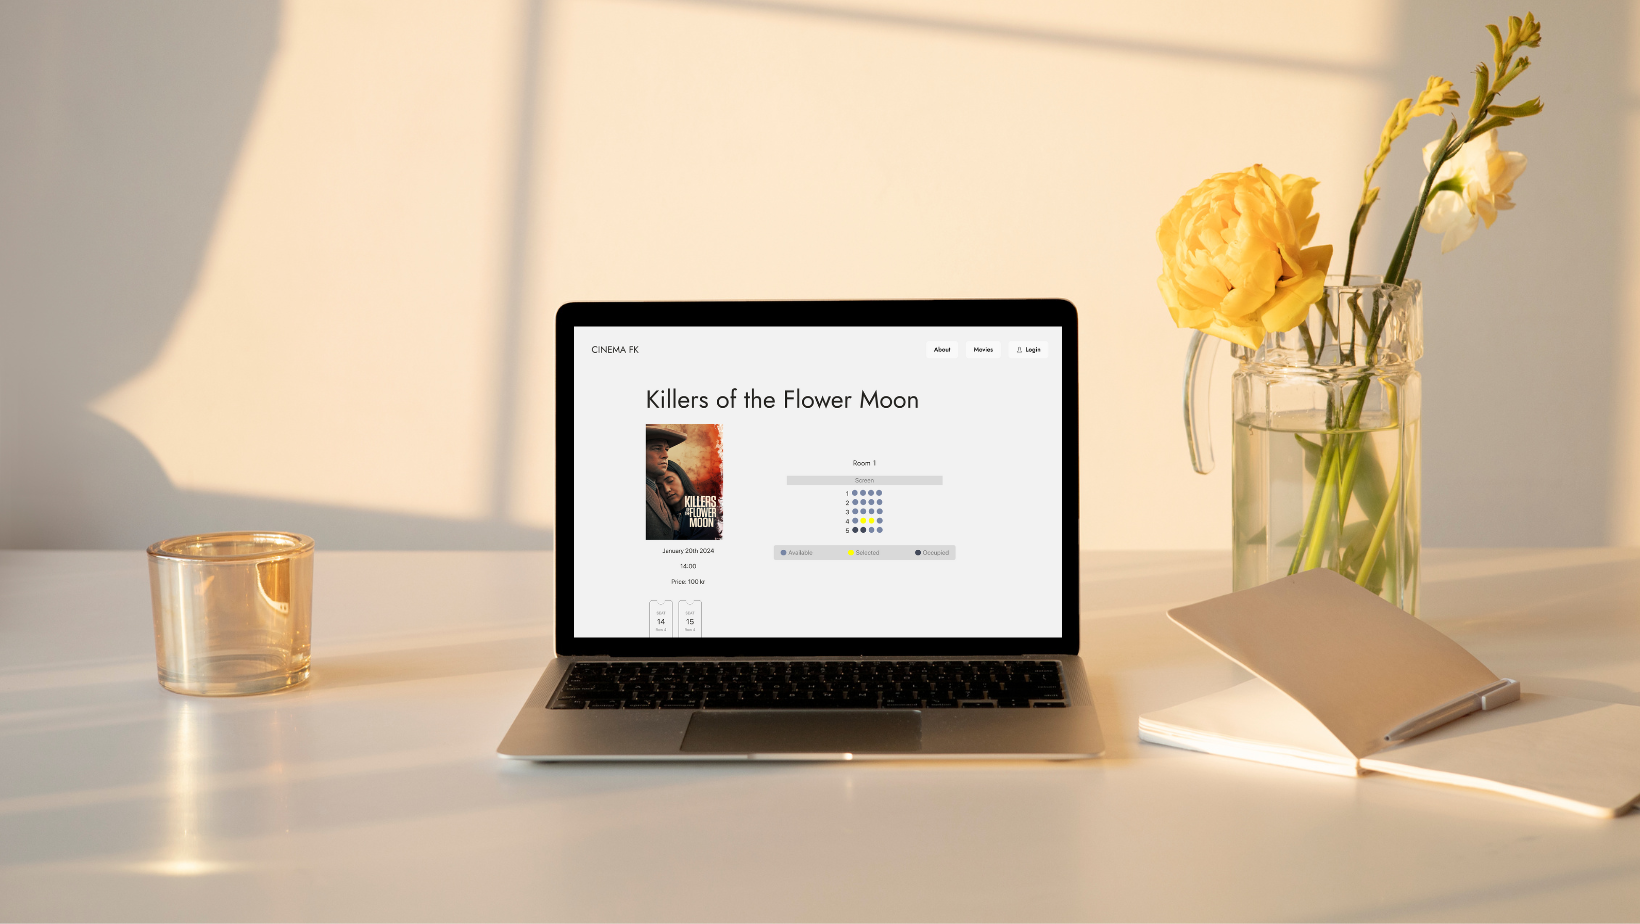 CINEMA FK
About
Movies
Login
Killers of the Flower Moon
KILLERS
OF THE FLOWER
MOON
January 20th 2024
14:00
Price: 100 kr
Room 1
Screen
1
2
3
4
5
Available
Selected
Occupied
SEAT
14
SEAT
15